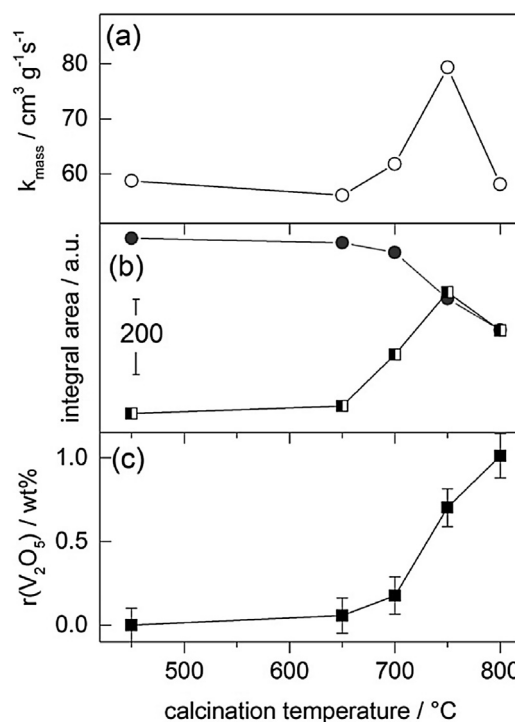 (a)
80
70
60
k_mass / cm³ g⁻¹s⁻¹
(b)
200
integral area / a.u.
(c)
1.0
0.5
0.0
r(V₂O₅) / wt%
500 600 700 800
calcination temperature / °C